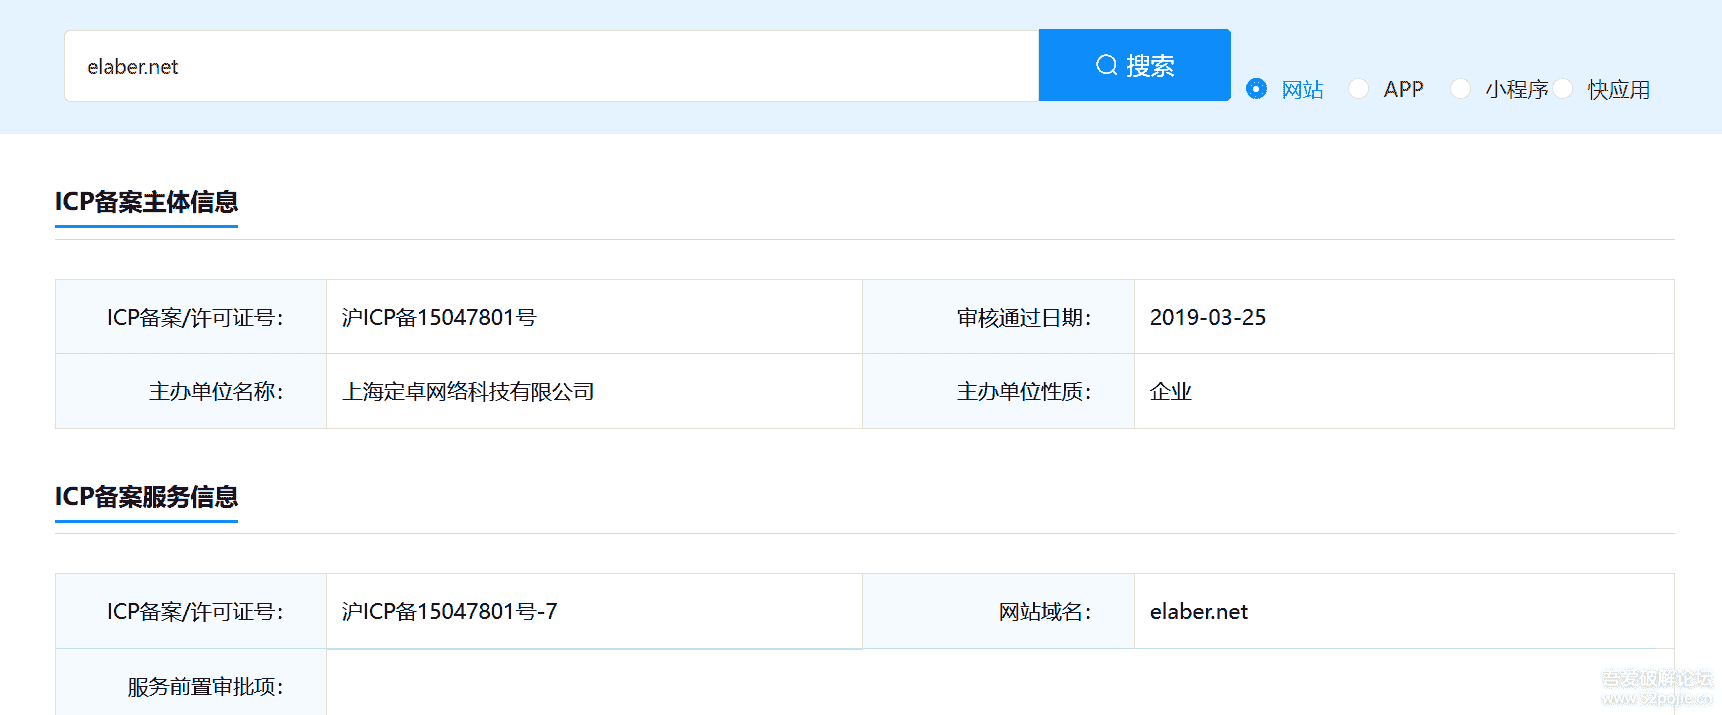 elaber.net
搜索
网站 APP 小程序 快应用
ICP备案主体信息
ICP备案/许可证号： 沪ICP备15047801号 审核通过日期： 2019-03-25
主办单位名称： 上海定卓网络科技有限公司 主办单位性质： 企业
ICP备案服务信息
ICP备案/许可证号： 沪ICP备15047801号-7 网站域名： elaber.net
服务前置审批项：
吾爱破解论坛
www.52pojie.cn